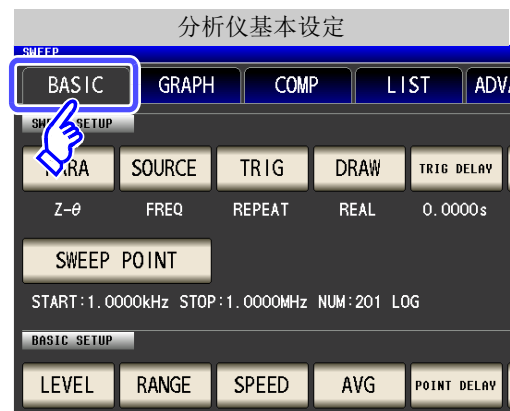 分析仪基本设定
SWEEP
BASIC GRAPH COMP LIST
SETUP
SOURCE TRIG DRAW TRIG DELAY
Z-θ FREQ REPEAT REAL 0.0000s
SWEEP POINT
START:1.0000kHz STOP:1.0000MHz NUM:201 LOG
BASIC SETUP
LEVEL RANGE SPEED AVG POINT DELAY